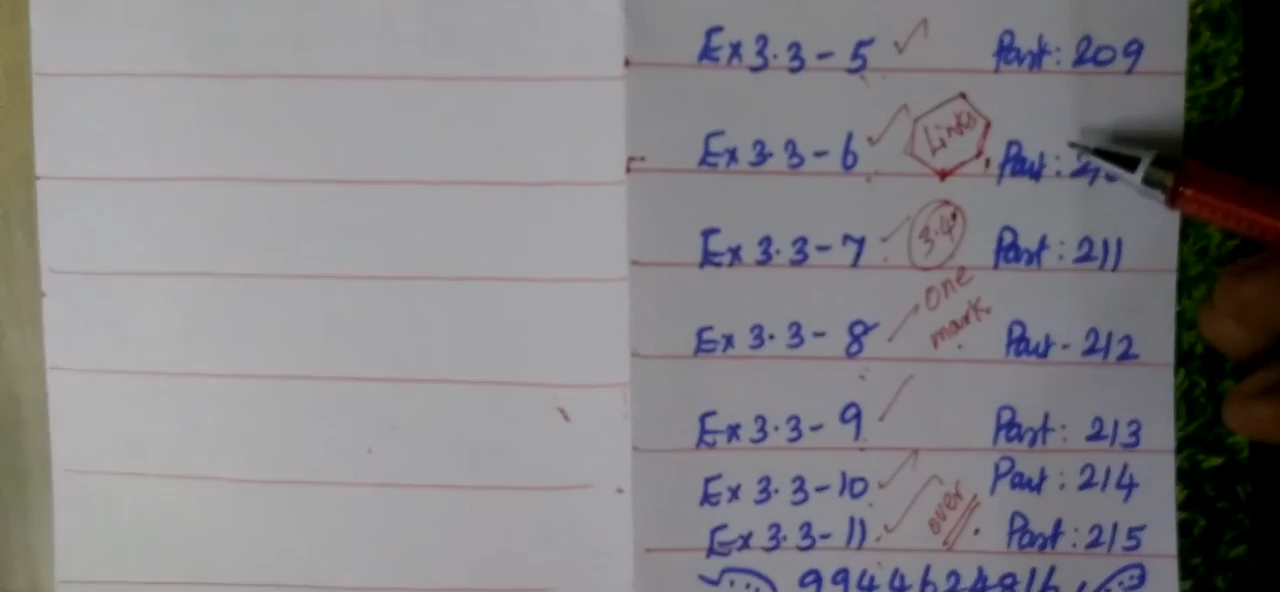 Ex 3.3 - 5 ✓ Part: 209
Ex 3.3 - 6 ✓ Links Part:
Ex 3.3 - 7 ✓ 3.4 Part: 211
Ex 3.3 - 8 one mark. Part - 212
Ex 3.3 - 9 Part: 213
Ex 3.3 - 10 ✓ Part: 214
Ex 3.3 - 11 ✓ over Part: 215
9944624816